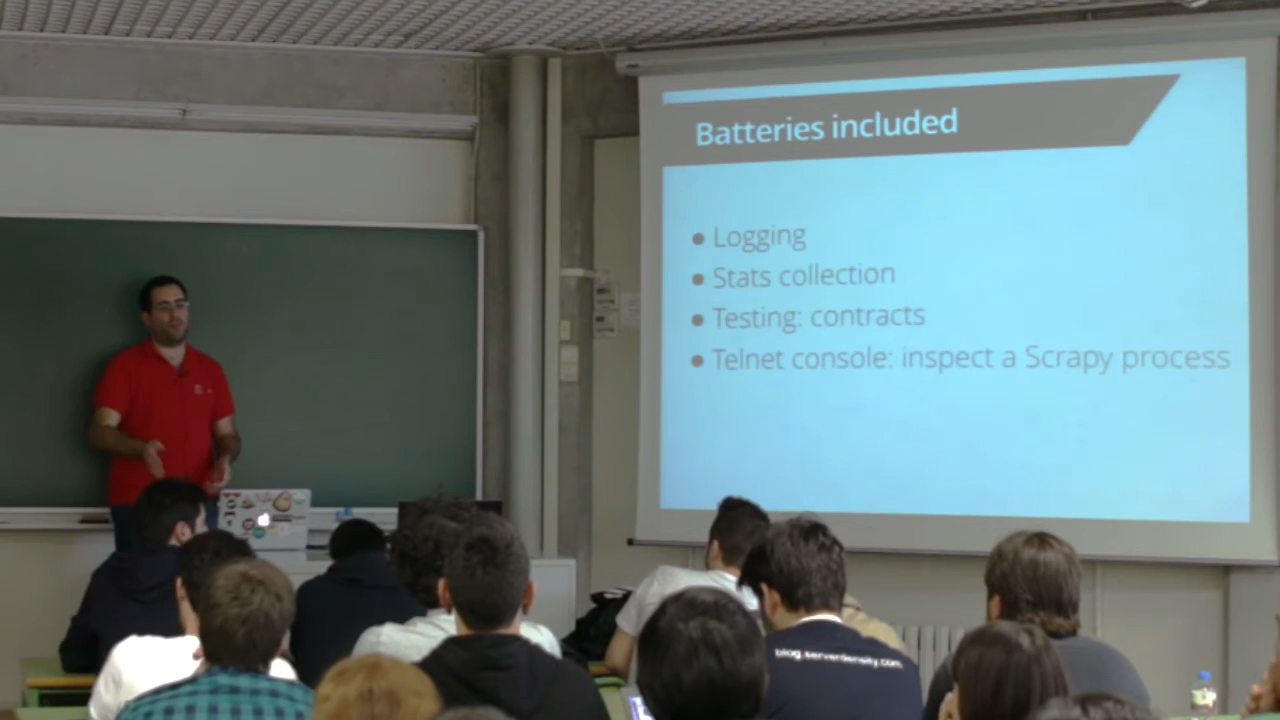 Batteries included
● Logging
● Stats collection
● Testing: contracts
● Telnet console: inspect a Scrapy process
blog.serverdensity.com